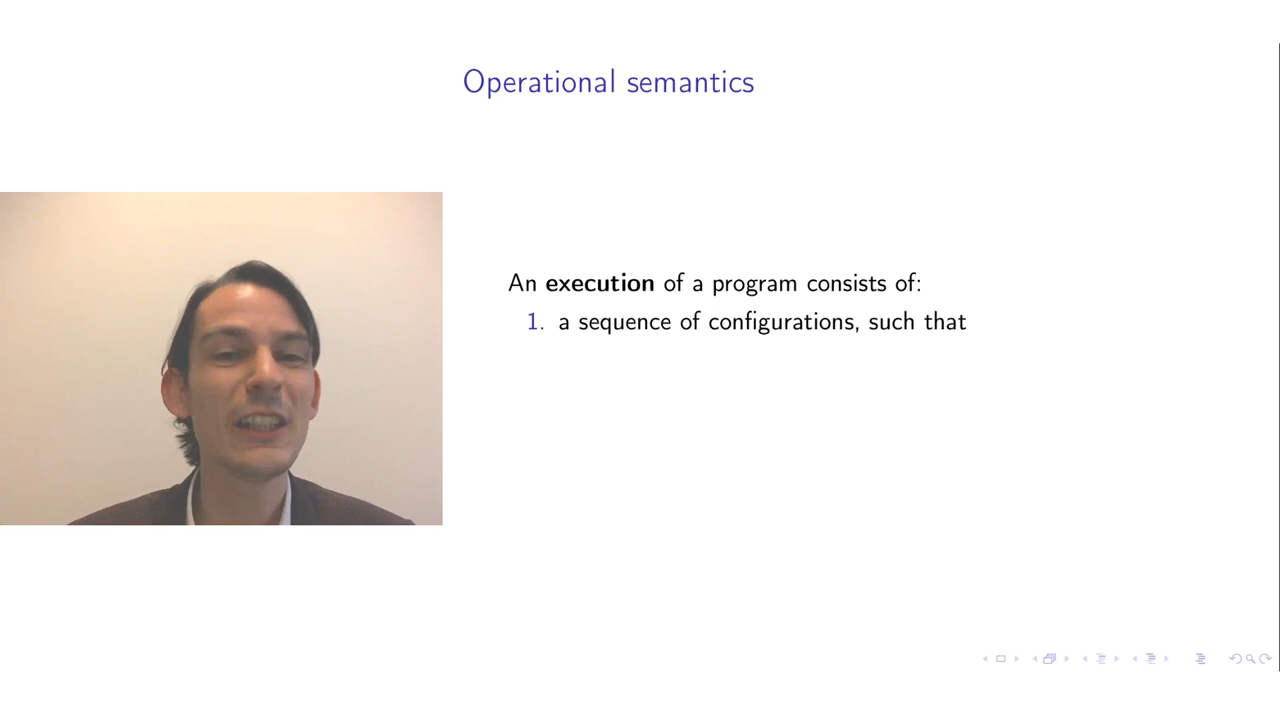 Operational semantics
An execution of a program consists of:
1. a sequence of configurations, such that